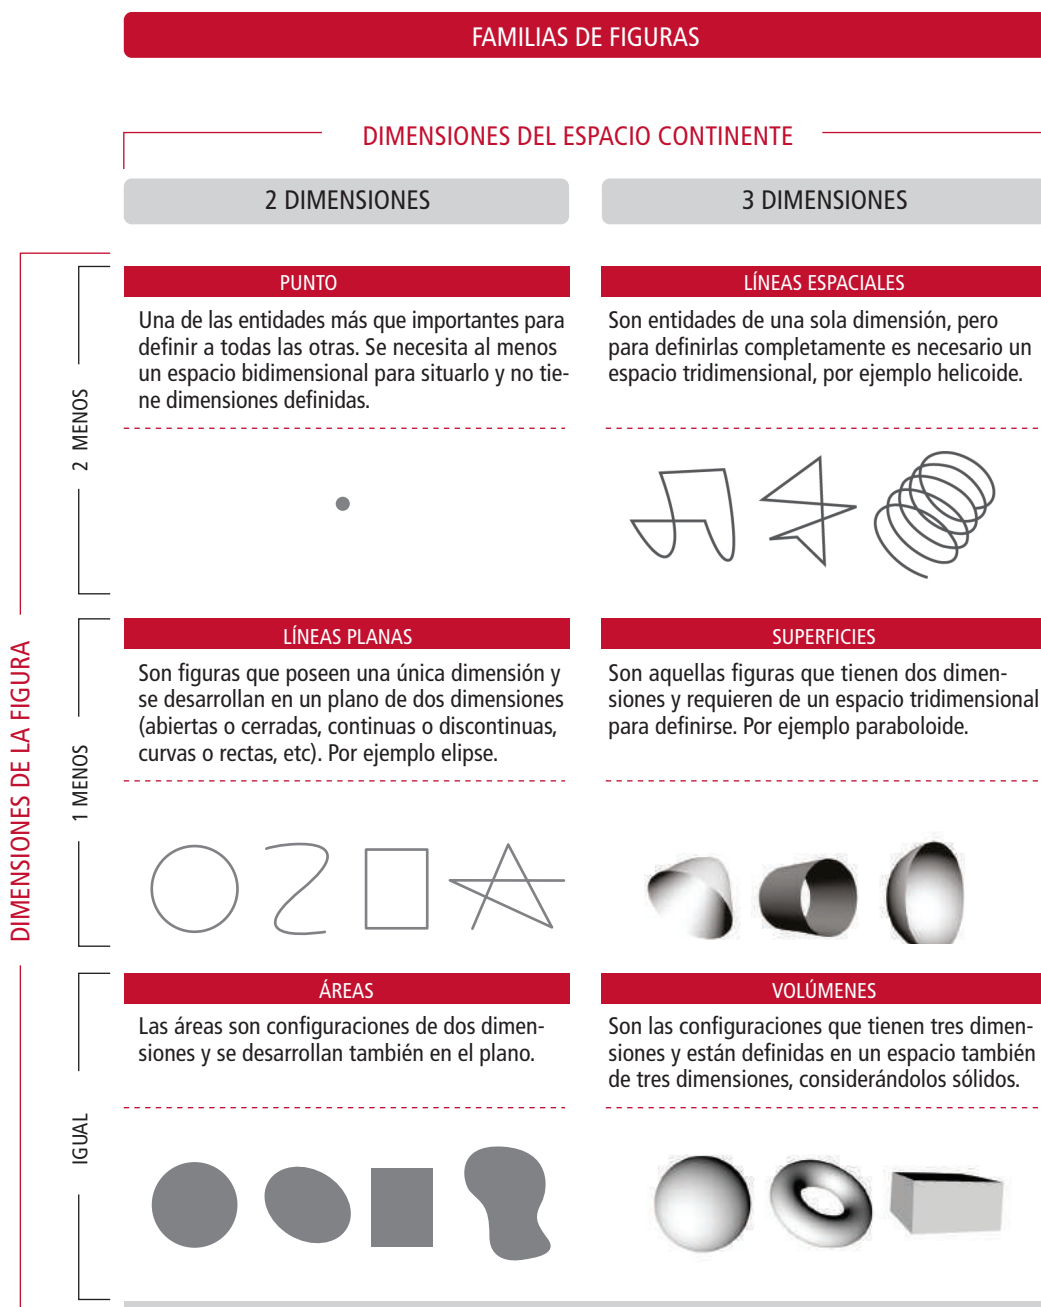 FAMILIAS DE FIGURAS
DIMENSIONES DEL ESPACIO CONTINENTE
2 DIMENSIONES
3 DIMENSIONES
DIMENSIONES DE LA FIGURA
2 MENOS
PUNTO
Una de las entidades más que importantes para
definir a todas las otras. Se necesita al menos
un espacio bidimensional para situarlo y no tie-
ne dimensiones definidas.
LÍNEAS ESPACIALES
Son entidades de una sola dimensión, pero
para definirlas completamente es necesario un
espacio tridimensional, por ejemplo helicoide.
1 MENOS
LÍNEAS PLANAS
Son figuras que poseen una única dimensión y
se desarrollan en un plano de dos dimensiones
(abiertas o cerradas, continuas o discontinuas,
curvas o rectas, etc). Por ejemplo elipse.
SUPERFICIES
Son aquellas figuras que tienen dos dimen-
siones y requieren de un espacio tridimensional
para definirse. Por ejemplo paraboloide.
IGUAL
ÁREAS
Las áreas son configuraciones de dos dimen-
siones y se desarrollan también en el plano.
VOLÚMENES
Son las configuraciones que tienen tres dimen-
siones y están definidas en un espacio también
de tres dimensiones, considerándolos sólidos.